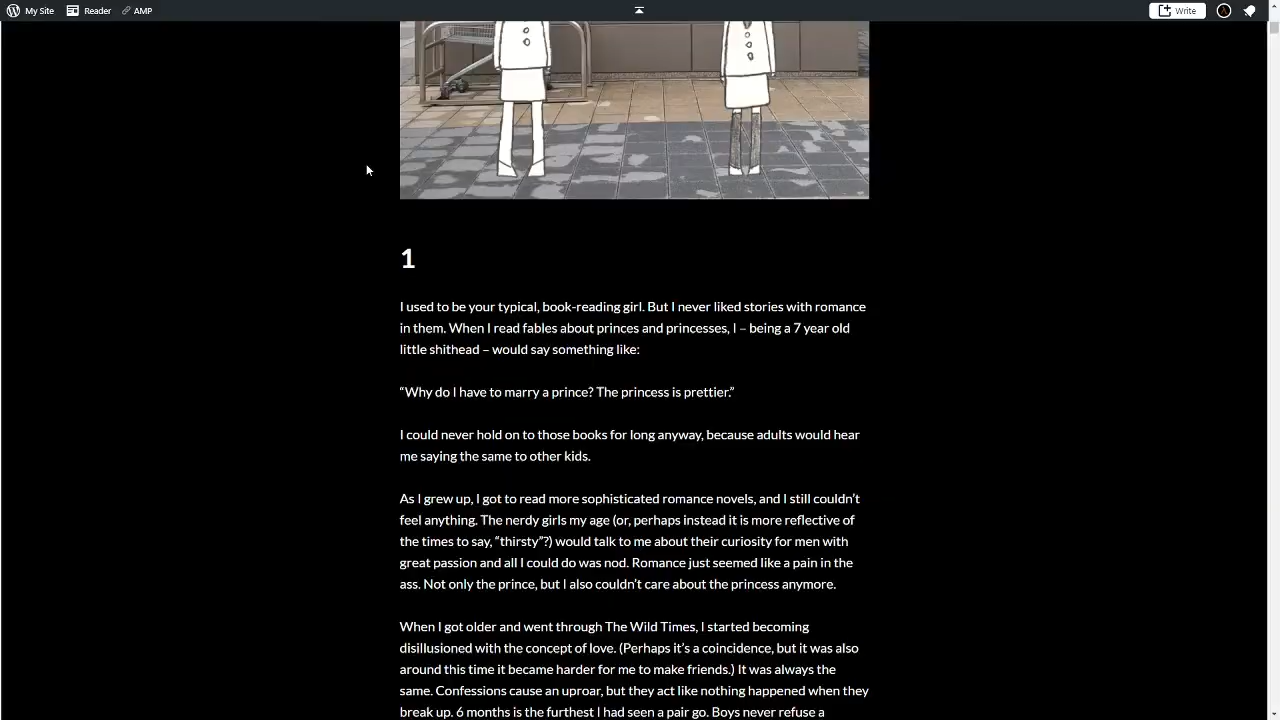 My Site
Reader
AMP
Write
1
I used to be your typical, book-reading girl. But I never liked stories with romance
in them. When I read fables about princes and princesses, I – being a 7 year old
little shithead – would say something like:
“Why do I have to marry a prince? The princess is prettier.”
I could never hold on to those books for long anyway, because adults would hear
me saying the same to other kids.
As I grew up, I got to read more sophisticated romance novels, and I still couldn’t
feel anything. The nerdy girls my age (or, perhaps instead it is more reflective of
the times to say, “thirsty”?) would talk to me about their curiosity for men with
great passion and all I could do was nod. Romance just seemed like a pain in the
ass. Not only the prince, but I also couldn’t care about the princess anymore.
When I got older and went through The Wild Times, I started becoming
disillusioned with the concept of love. (Perhaps it’s a coincidence, but it was also
around this time it became harder for me to make friends.) It was always the
same. Confessions cause an uproar, but they act like nothing happened when they
break up. 6 months is the furthest I had seen a pair go. Boys never refuse a